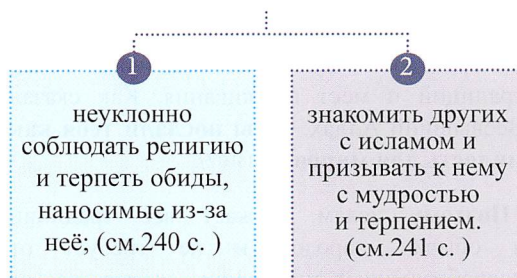 1
неуклонно
соблюдать религию
и терпеть обиды,
наносимые из-за
неё; (см.240 с. )
2
знакомить других
с исламом и
призывать к нему
с мудростью
и терпением.
(см.241 с. )